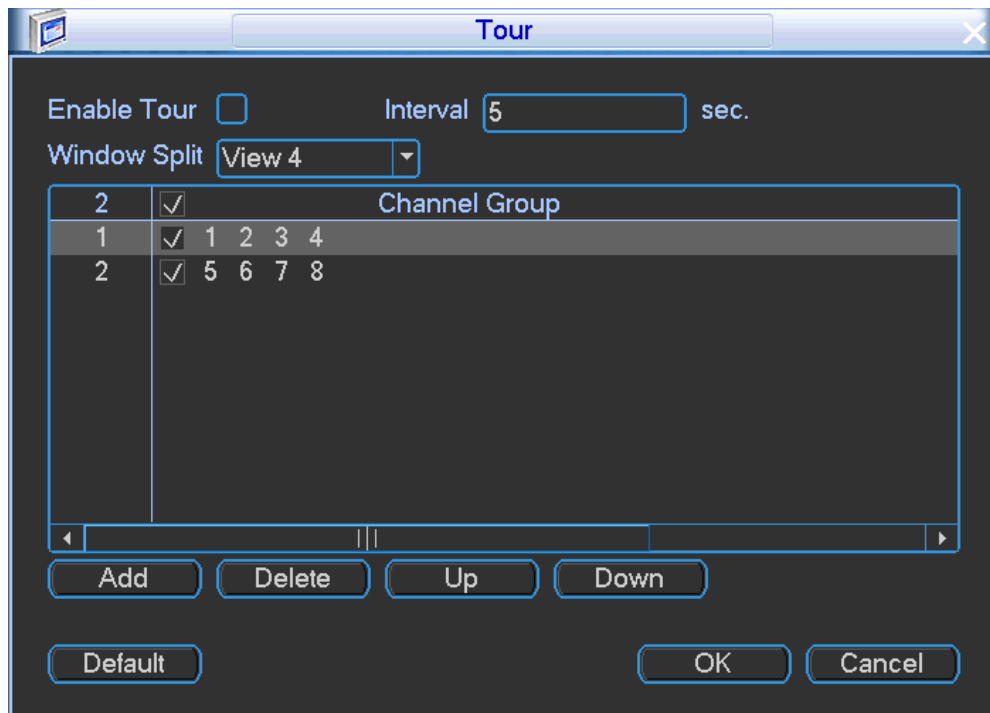 Tour
Enable Tour Interval 5 sec.
Window Split View 4
2 Channel Group
1 1 2 3 4
2 5 6 7 8
Add Delete Up Down
Default OK Cancel